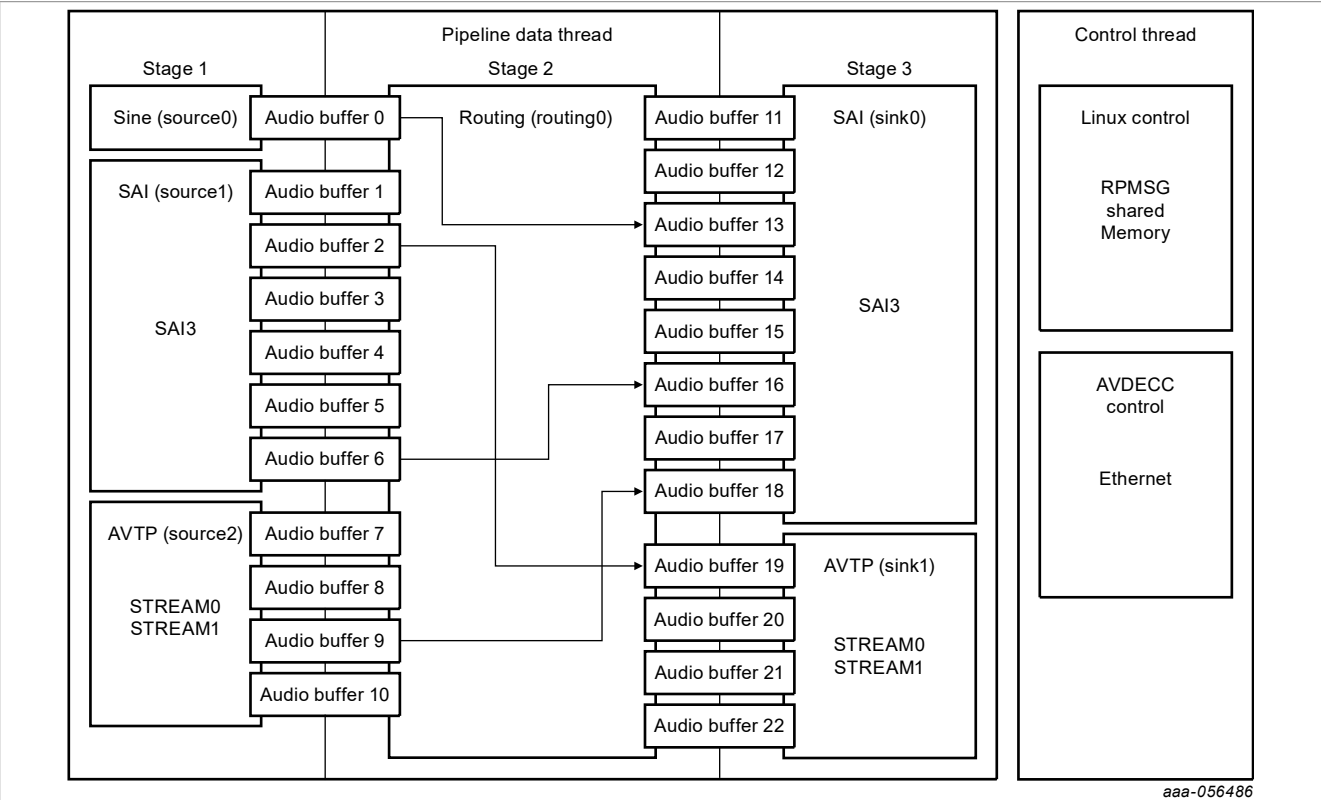 Pipeline data thread
Stage 1
Stage 2
Stage 3
Sine (source0)
Audio buffer 0
SAI (source1)
SAI3
Audio buffer 1
Audio buffer 2
Audio buffer 3
Audio buffer 4
Audio buffer 5
Audio buffer 6
AVTP (source2)
STREAM0
STREAM1
Audio buffer 7
Audio buffer 8
Audio buffer 9
Audio buffer 10
Routing (routing0)
Audio buffer 11
Audio buffer 12
Audio buffer 13
Audio buffer 14
Audio buffer 15
Audio buffer 16
Audio buffer 17
Audio buffer 18
SAI (sink0)
SAI3
Audio buffer 19
Audio buffer 20
Audio buffer 21
Audio buffer 22
AVTP (sink1)
STREAM0
STREAM1
Control thread
Linux control
RPMSG
shared
Memory
AVDECC
control
Ethernet
aaa-056486